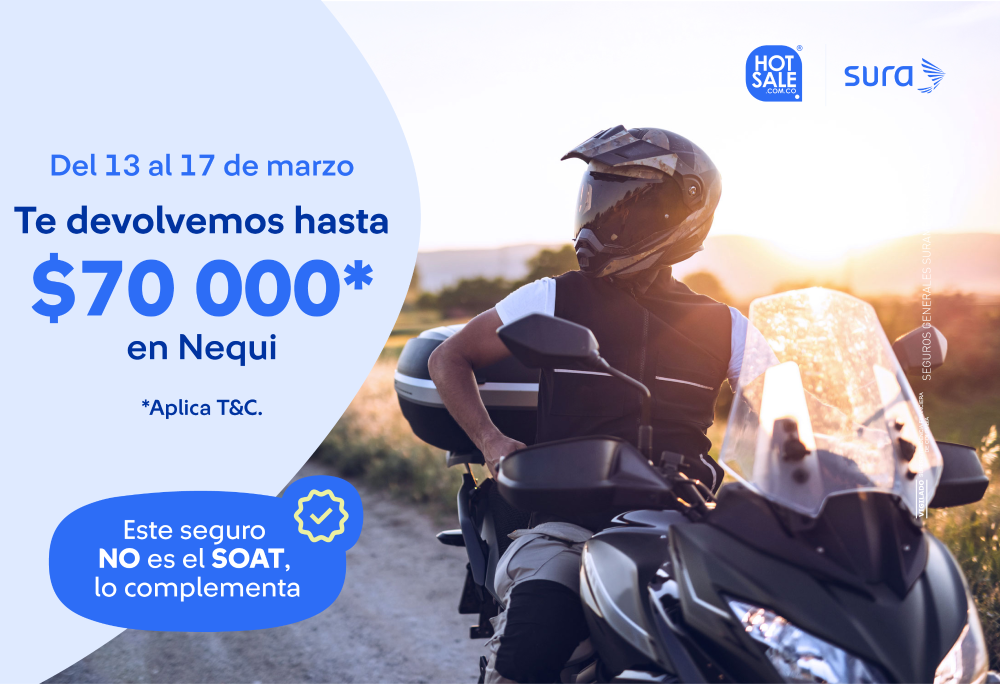 Del 13 al 17 de marzo
Te devolvemos hasta
$70 000*
en Nequi
*Aplica T&C.
Este seguro
NO es el SOAT,
lo complementa
HOT
SALE
.COM.CO
®
sura
SEGUROS GENERALES SURA
VIGILADO